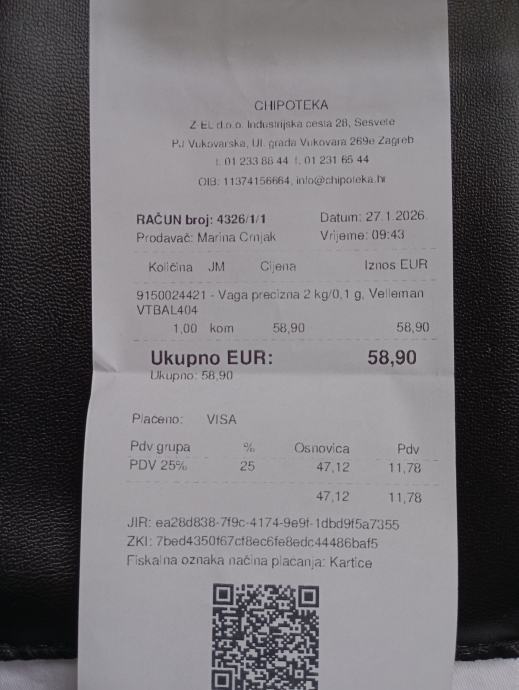 CHIPOTEKA
Z-EL d.o.o. Industrijska cesta 28, Sesvete
PJ Vukovarska, Ul. grada Vukovara 269e Zagreb
t. 01 233 88 44 f. 01 231 65 44
OIB: 11374156664, info@chipoteka.hr
RAČUN broj: 4326/1/1 Datum: 27.1.2026.
Prodavač: Marina Crnjak Vrijeme: 09:43
Količina JM Cijena Iznos EUR
9150024421 - Vaga precizna 2 kg/0,1 g, Velleman
VTBAL404
1,00 kom 58,90 58,90
Ukupno EUR: 58,90
Ukupno: 58,90
Plaćeno: VISA
Pdv grupa % Osnovica Pdv
PDV 25% 25 47,12 11,78
47,12 11,78
JIR: ea28d838-7f9c-4174-9e9f-1dbd9f5a7355
ZKI: 7bed4350f67cf8ec6fe8edc44486baf5
Fiskalna oznaka načina plaćanja: Kartice